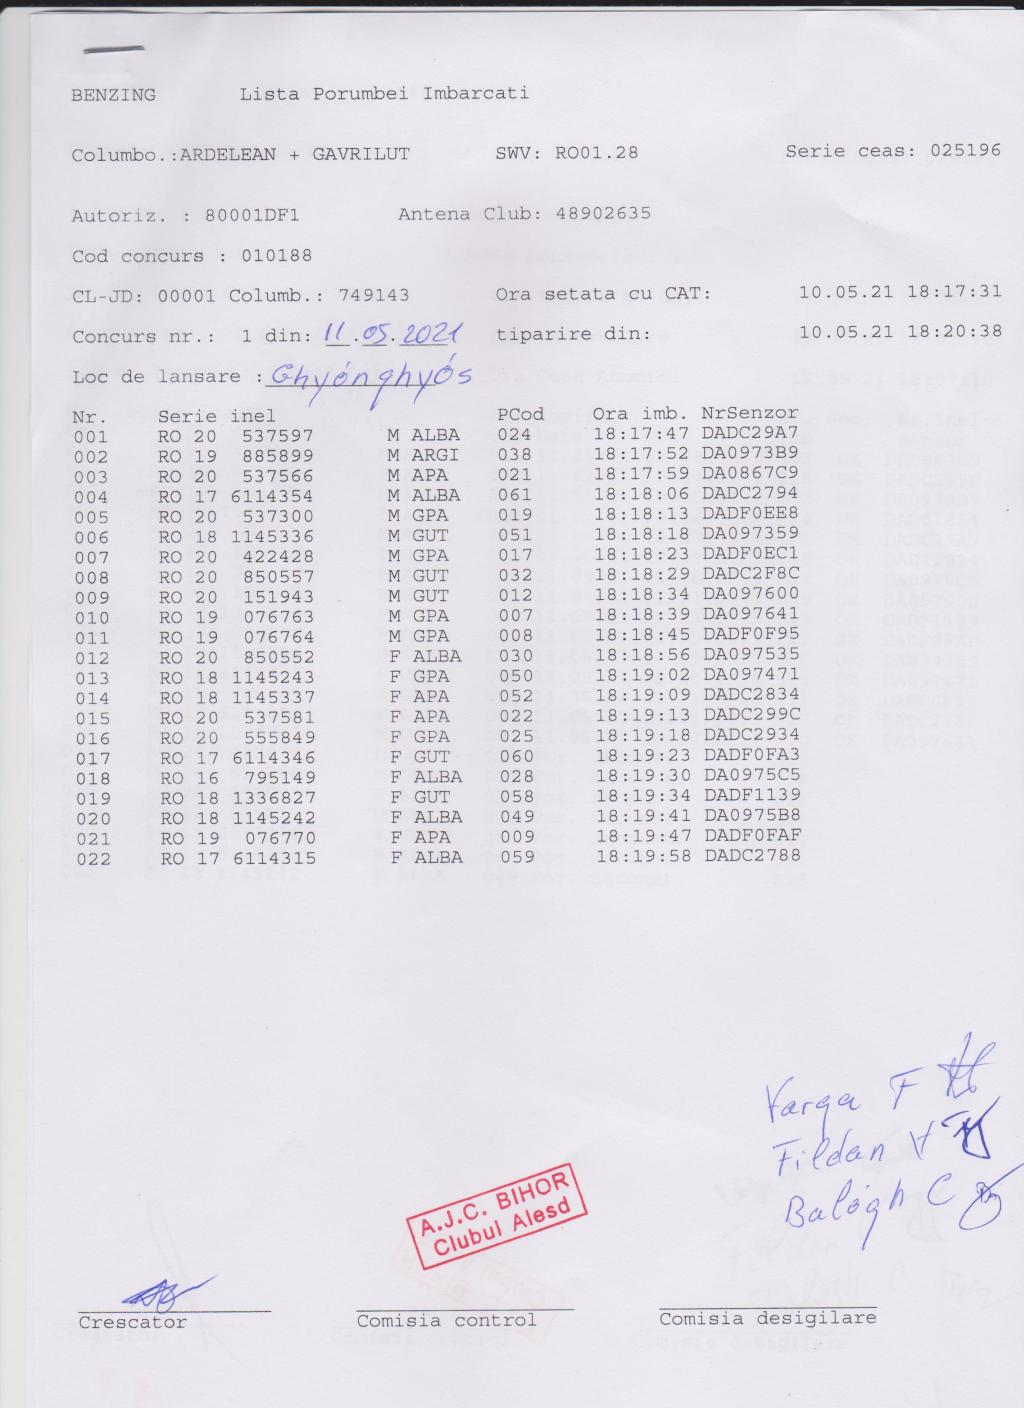 BENZING Lista Porumbei Imbarcati
Columbo.:ARDELEAN + GAVRILUT SWV: RO01.28 Serie ceas: 025196
Autoriz. : 80001DF1 Antena Club: 48902635
Cod concurs : 010188
CL-JD: 00001 Columb.: 749143 Ora setata cu CAT: 10.05.21 18:17:31
Concurs nr.: 1 din: 11.05.2021 tiparire din: 10.05.21 18:20:38
Loc de lansare : Ghyónghyós
Nr. Serie inel PCod Ora imb. NrSenzor
001 RO 20 537597 M ALBA 024 18:17:47 DADC29A7
002 RO 19 885899 M ARGI 038 18:17:52 DA0973B9
003 RO 20 537566 M APA 021 18:17:59 DA0867C9
004 RO 17 6114354 M ALBA 061 18:18:06 DADC2794
005 RO 20 537300 M GPA 019 18:18:13 DADF0EE8
006 RO 18 1145336 M GUT 051 18:18:18 DA097359
007 RO 20 422428 M GPA 017 18:18:23 DADF0EC1
008 RO 20 850557 M GUT 032 18:18:29 DADC2F8C
009 RO 20 151943 M GUT 012 18:18:34 DA097600
010 RO 19 076763 M GPA 007 18:18:39 DA097641
011 RO 19 076764 M GPA 008 18:18:45 DADF0F95
012 RO 20 850552 F ALBA 030 18:18:56 DA097535
013 RO 18 1145243 F GPA 050 18:19:02 DA097471
014 RO 18 1145337 F APA 052 18:19:09 DADC2834
015 RO 20 537581 F APA 022 18:19:13 DADC299C
016 RO 20 555849 F GPA 025 18:19:18 DADC2934
017 RO 17 6114346 F GUT 060 18:19:23 DADF0FA3
018 RO 16 795149 F ALBA 028 18:19:30 DA0975C5
019 RO 18 1336827 F GUT 058 18:19:34 DADF1139
020 RO 18 1145242 F ALBA 049 18:19:41 DA0975B8
021 RO 19 076770 F APA 009 18:19:47 DADF0FAF
022 RO 17 6114315 F ALBA 059 18:19:58 DADC2788
Varga F
Fildan V
Balógh C
A.J.C. BIHOR
Clubul Alesd
Crescator Comisia control Comisia desigilare